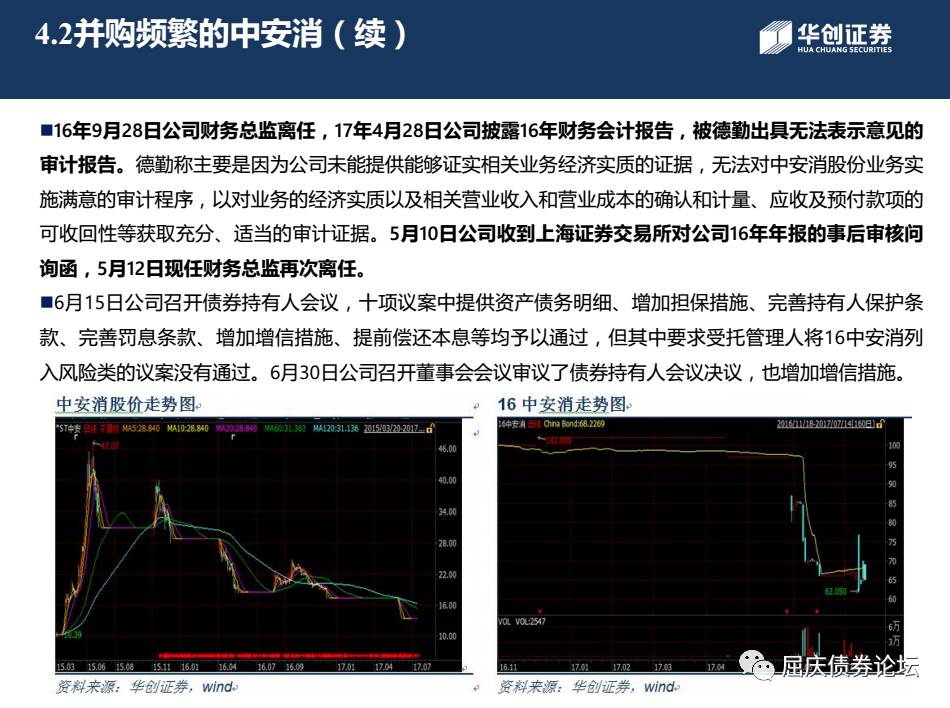 4.2并购频繁的中安消（续）
华创证券
HUA CHUANG SECURITIES
■16年9月28日公司财务总监离任，17年4月28日公司披露16年财务会计报告，被德勤出具无法表示意见的
审计报告。德勤称主要是因为公司未能提供能够证实相关业务经济实质的证据，无法对中安消股份业务实
施满意的审计程序，以对业务的经济实质以及相关营业收入和营业成本的确认和计量、应收及预付款项的
可收回性等获取充分、适当的审计证据。5月10日公司收到上海证券交易所对公司16年年报的事后审核问
询函，5月12日现任财务总监再次离任。
■6月15日公司召开债券持有人会议，十项议案中提供资产债务明细、增加担保措施、完善持有人保护条
款、完善罚息条款、增加增信措施、提前偿还本息等均予以通过，但其中要求受托管理人将16中安消列
入风险类的议案没有通过。6月30日公司召开董事会会议审议了债券持有人会议决议，也增加增信措施。
中安消股价走势图
*ST中安 日线 不复权 MA5:28.840 MA10:28.840 MA20:28.840 MA60:31.363 MA120:31.136 2015/03/20-2017...
47.07
46.00
40.00
34.00
28.00
22.00
16.00
10.00
15.03 15.06 15.08 15.11 16.01 16.04 16.07 16.09 17.01 17.04 17.07
资料来源：华创证券，wind
16 中安消走势图
16中安消 日线 China Bond:68.2269 2016/11/18-2017/07/14(160日)
100
95
90
85
80
75
70
65
60
62.050
VOL VOL:2547
6万
3万
16.11 17.01 17.02 17.03 17.04
资料来源：华创证券，wind
屈庆债券论坛